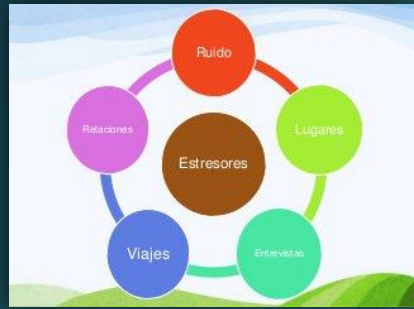 Ruido
Relaciones
Lugares
Estresores
Viajes
Entrevistas